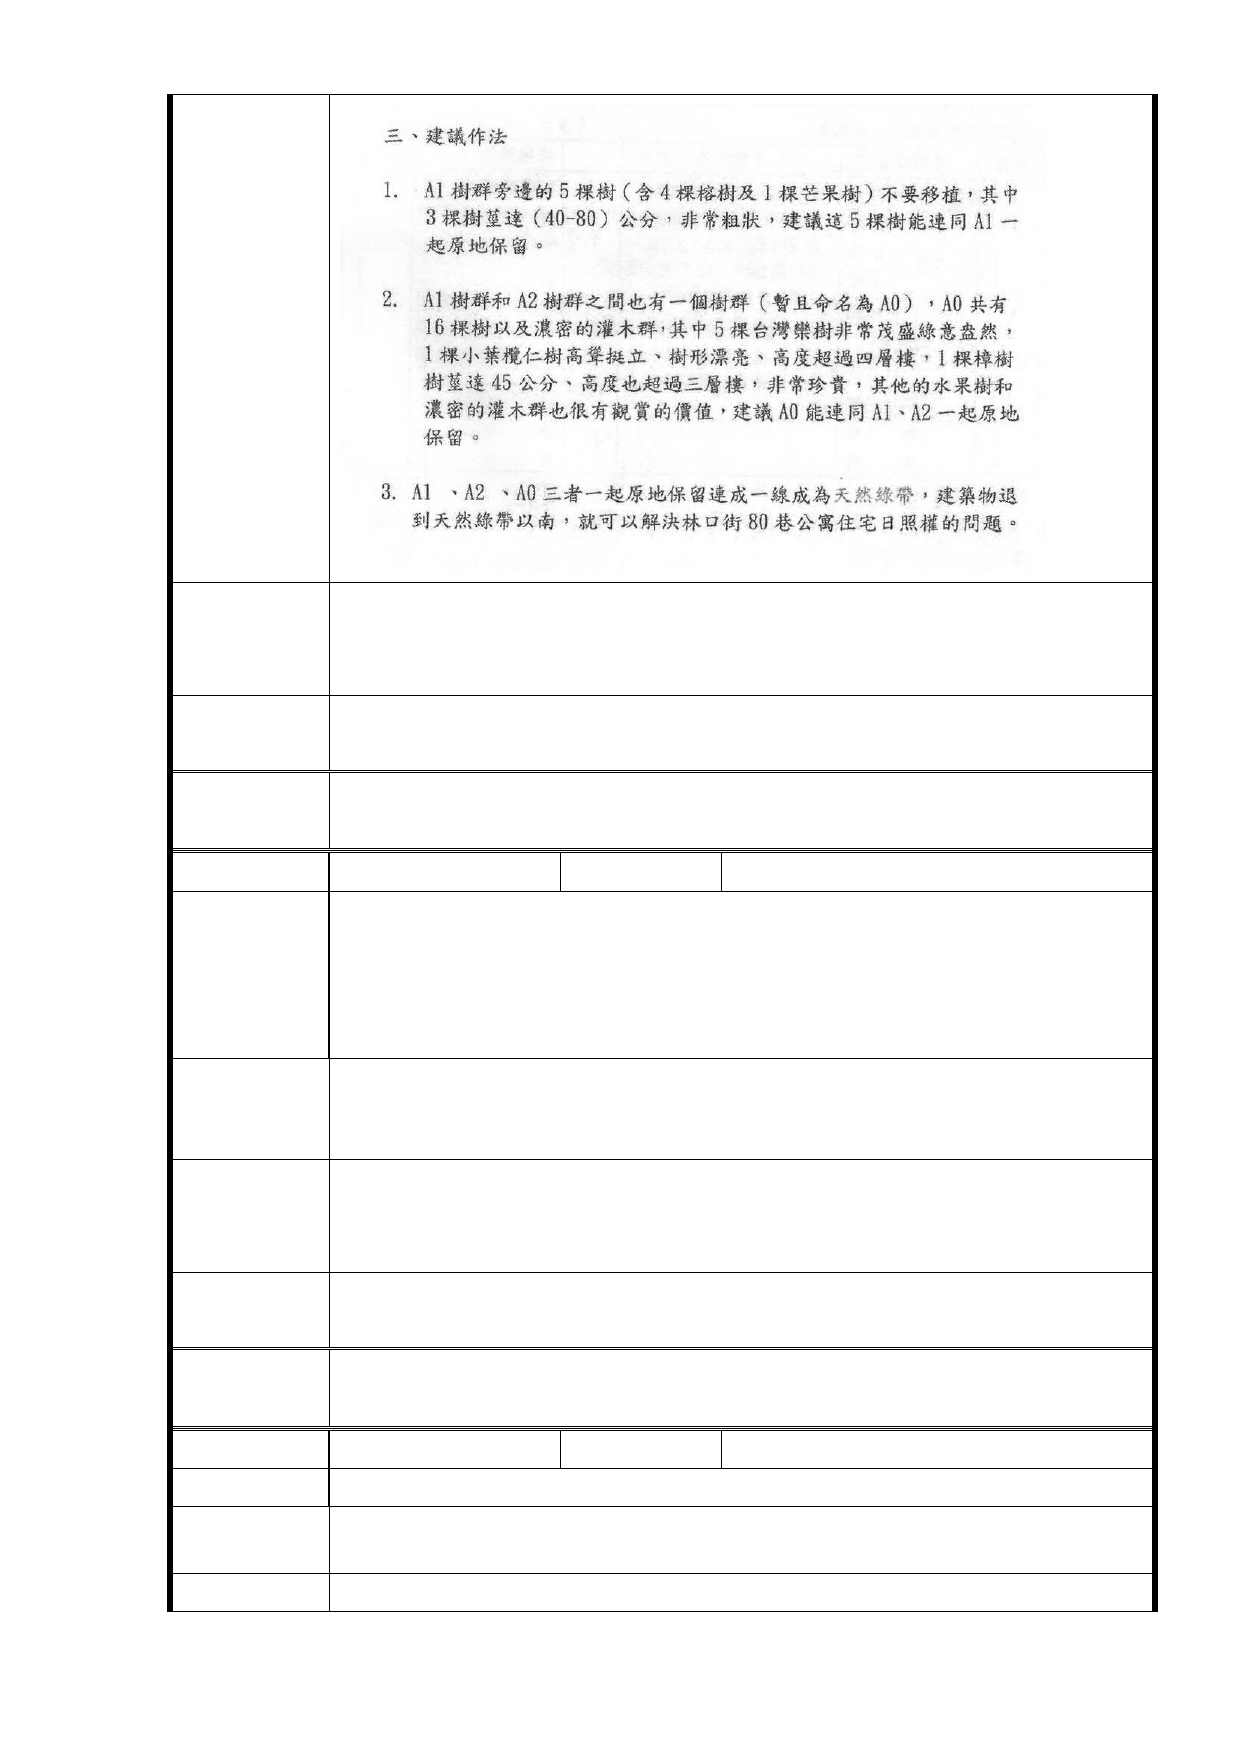 三、建議作法
1. A1樹群旁邊的5棵樹(含4棵榕樹及1棵芒果樹)不要移植，其中
3棵樹莖達(40-80)公分，非常粗狀，建議這5棵樹能連同A1一
起原地保留。
2. A1樹群和A2樹群之間也有一個樹群(暫且命名為A0)，A0共有
16棵樹以及濃密的灌木群，其中5棵台灣欒樹非常茂盛綠意盎然，
1棵小葉欖仁樹高聳挺立、樹形漂亮、高度超過四層樓，1棵樟樹
樹莖達45公分、高度也超過三層樓，非常珍貴，其他的水果樹和
濃密的灌木群也很有觀賞的價值，建議A0能連同A1、A2一起原地
保留。
3. A1、A2、A0三者一起原地保留連成一線成為天然綠帶，建築物退
到天然綠帶以南，就可以解決林口街80巷公寓住宅日照權的問題。